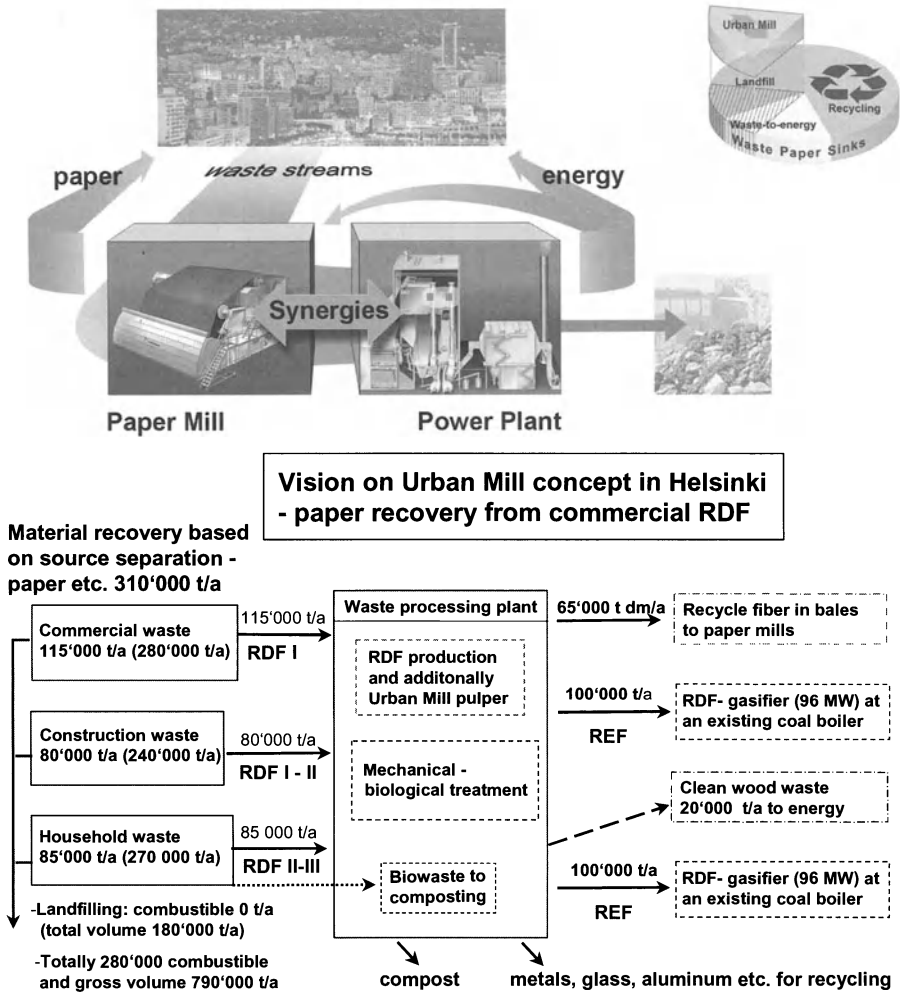 Urban Mill
Landfill
Recycling
Waste-to-energy
Waste Paper Sinks
paper
waste streams
energy
Synergies
Paper Mill
Power Plant
Vision on Urban Mill concept in Helsinki
- paper recovery from commercial RDF
Material recovery based
on source separation -
paper etc. 310‘000 t/a
Commercial waste
115‘000 t/a (280‘000 t/a)
115‘000 t/a
RDF I
Construction waste
80‘000 t/a (240‘000 t/a)
80‘000 t/a
RDF I - II
Household waste
85‘000 t/a (270 000 t/a)
85 000 t/a
RDF II-III
-Landfilling: combustible 0 t/a
(total volume 180‘000 t/a)
-Totally 280‘000 combustible
and gross volume 790‘000 t/a
Waste processing plant
RDF production
and additonally
Urban Mill pulper
Mechanical -
biological treatment
Biowaste to
composting
65‘000 t dm/a
Recycle fiber in bales
to paper mills
100‘000 t/a
REF
RDF- gasifier (96 MW) at
an existing coal boiler
Clean wood waste
20‘000 t/a to energy
100‘000 t/a
REF
RDF- gasifier (96 MW) at
an existing coal boiler
compost
metals, glass, aluminum etc. for recycling